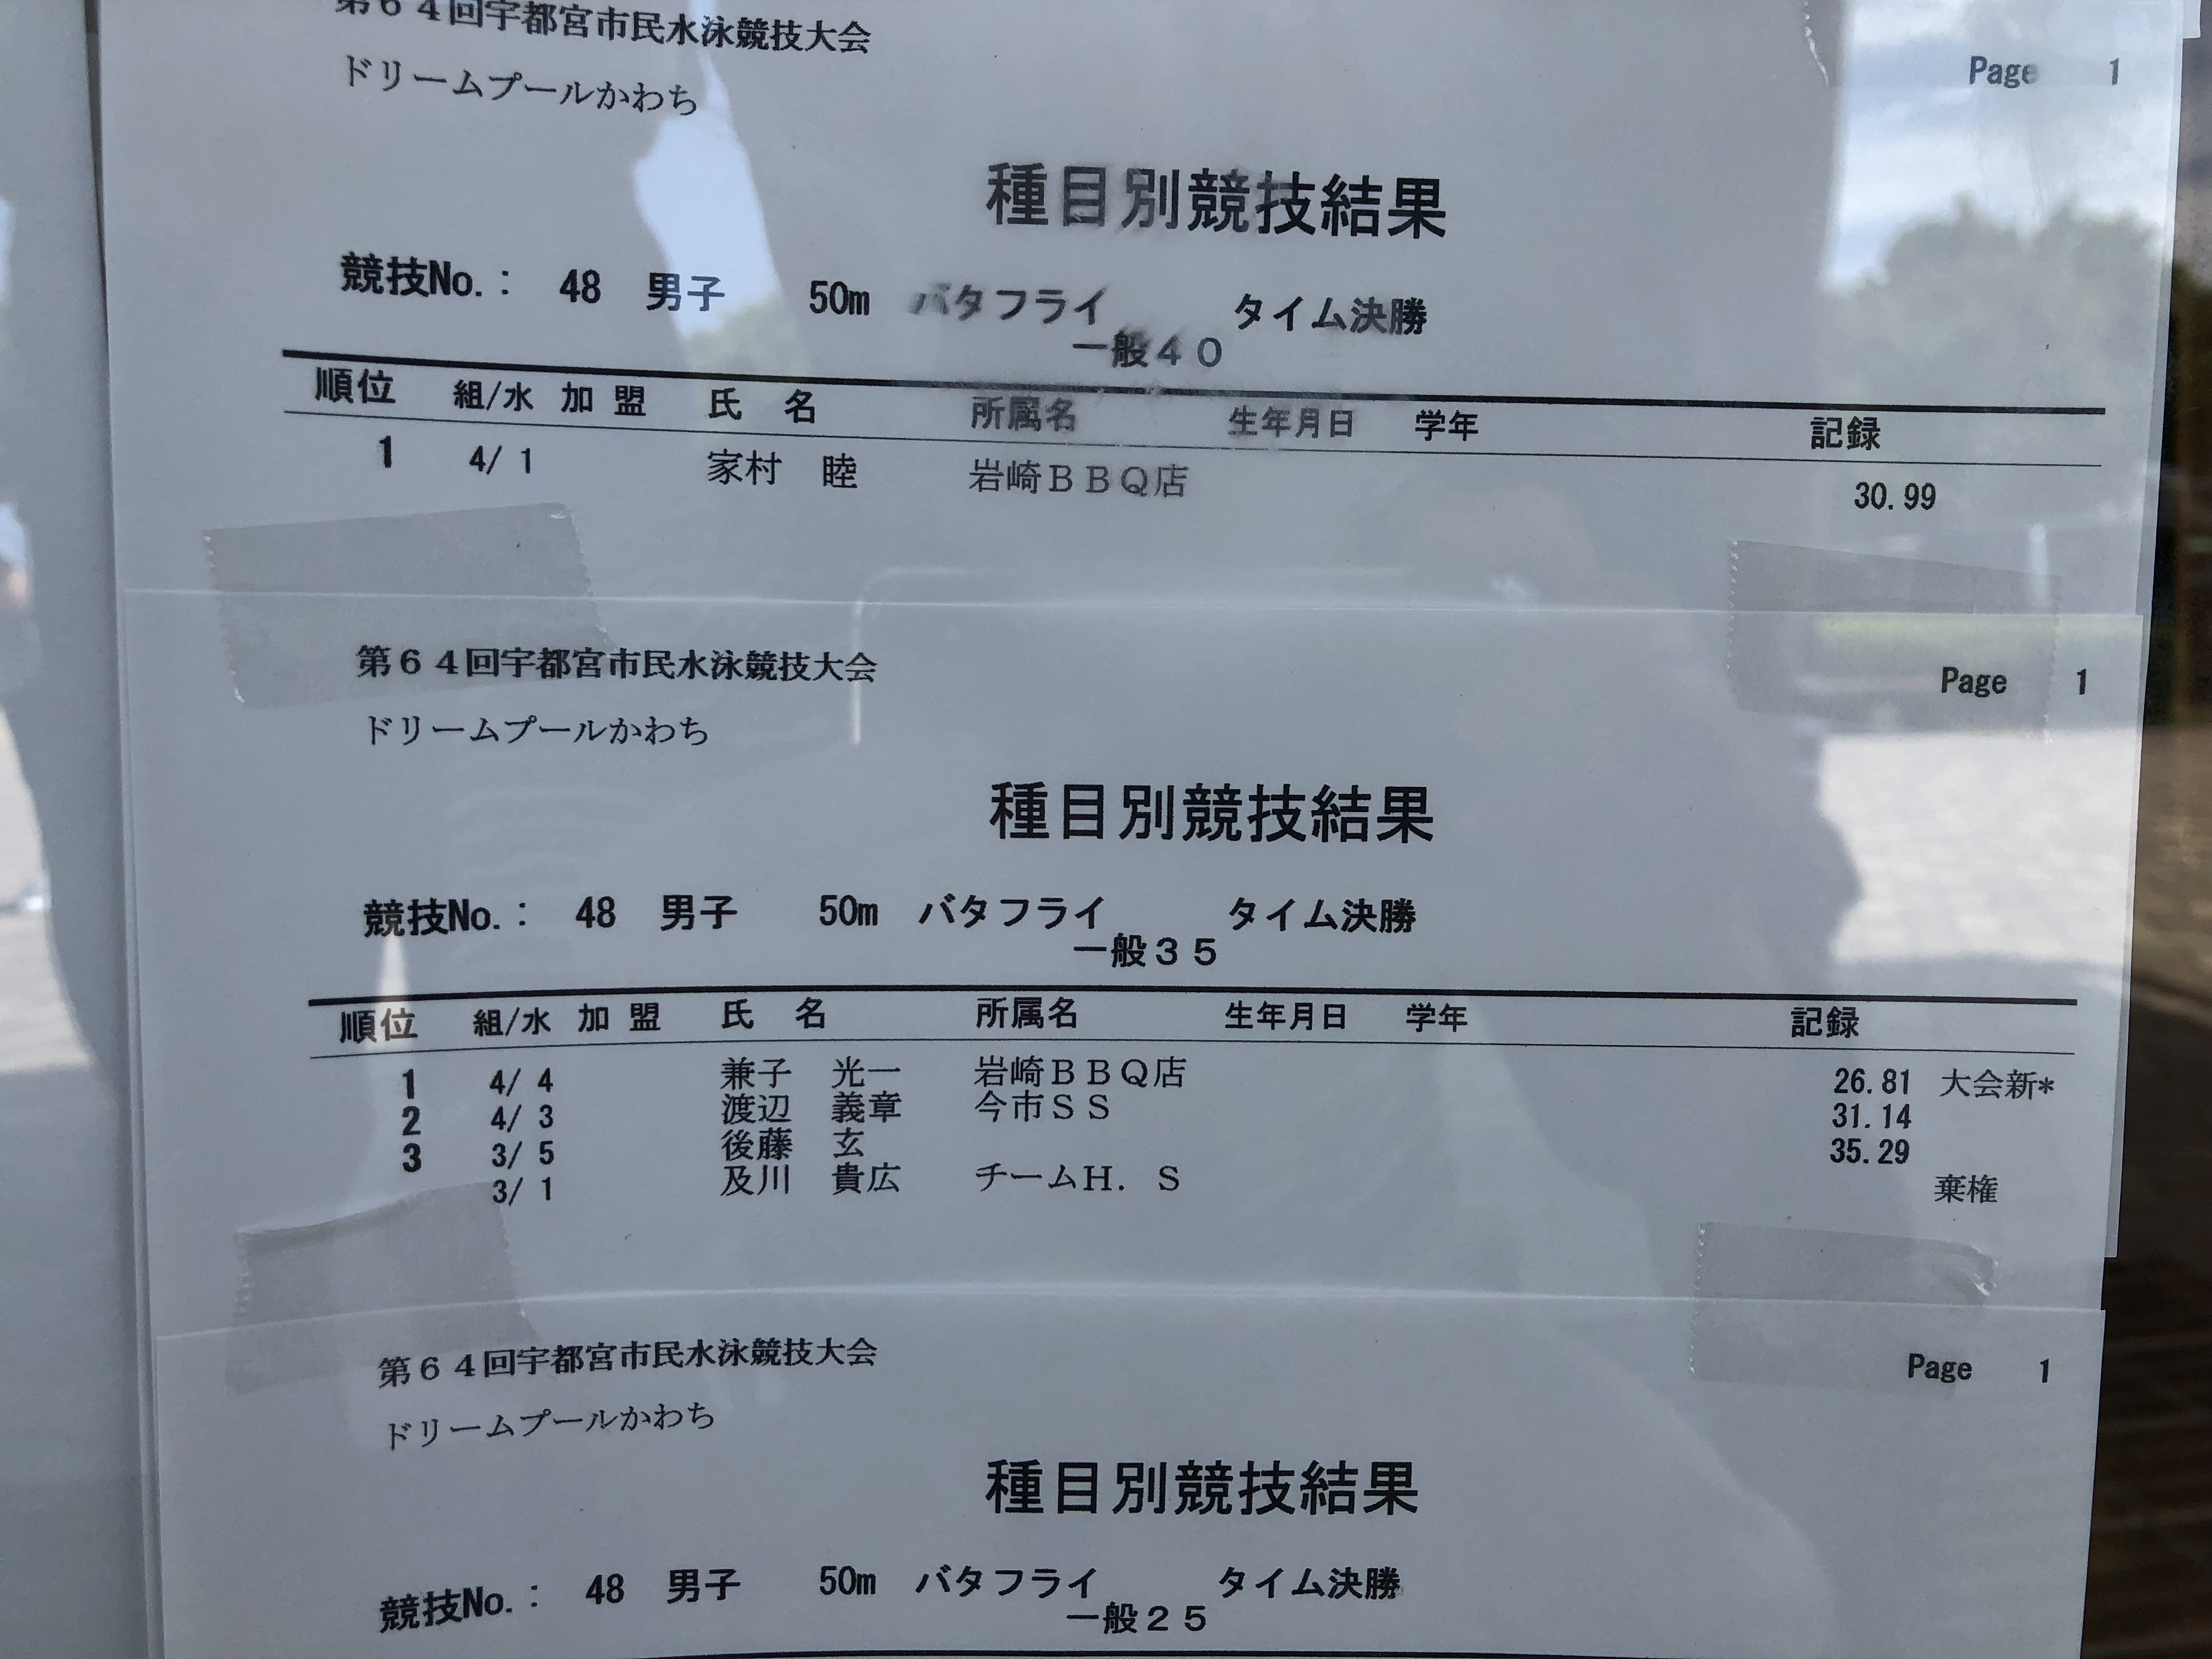 第64回宇都宮市民水泳競技大会
ドリームプールかわち
Page 1
種目別競技結果
競技No.: 48 男子 50m バタフライ タイム決勝
一般40
順位 組/水 加盟 氏名 所属名 生年月日 学年 記録
1 4/ 1 家村 睦 岩崎BBQ店 30.99
第64回宇都宮市民水泳競技大会
Page 1
ドリームプールかわち
種目別競技結果
競技No.: 48 男子 50m バタフライ タイム決勝
一般35
順位 組/水 加盟 氏名 所属名 生年月日 学年 記録
1 4/ 4 兼子 光一 岩崎BBQ店 26.81 大会新*
2 4/ 3 渡辺 義章 今市SS 31.14
3 3/ 5 後藤 玄 35.29
3/ 1 及川 貴広 チームH.S 棄権
第64回宇都宮市民水泳競技大会
Page 1
ドリームプールかわち
種目別競技結果
競技No.: 48 男子 50m バタフライ タイム決勝
一般25